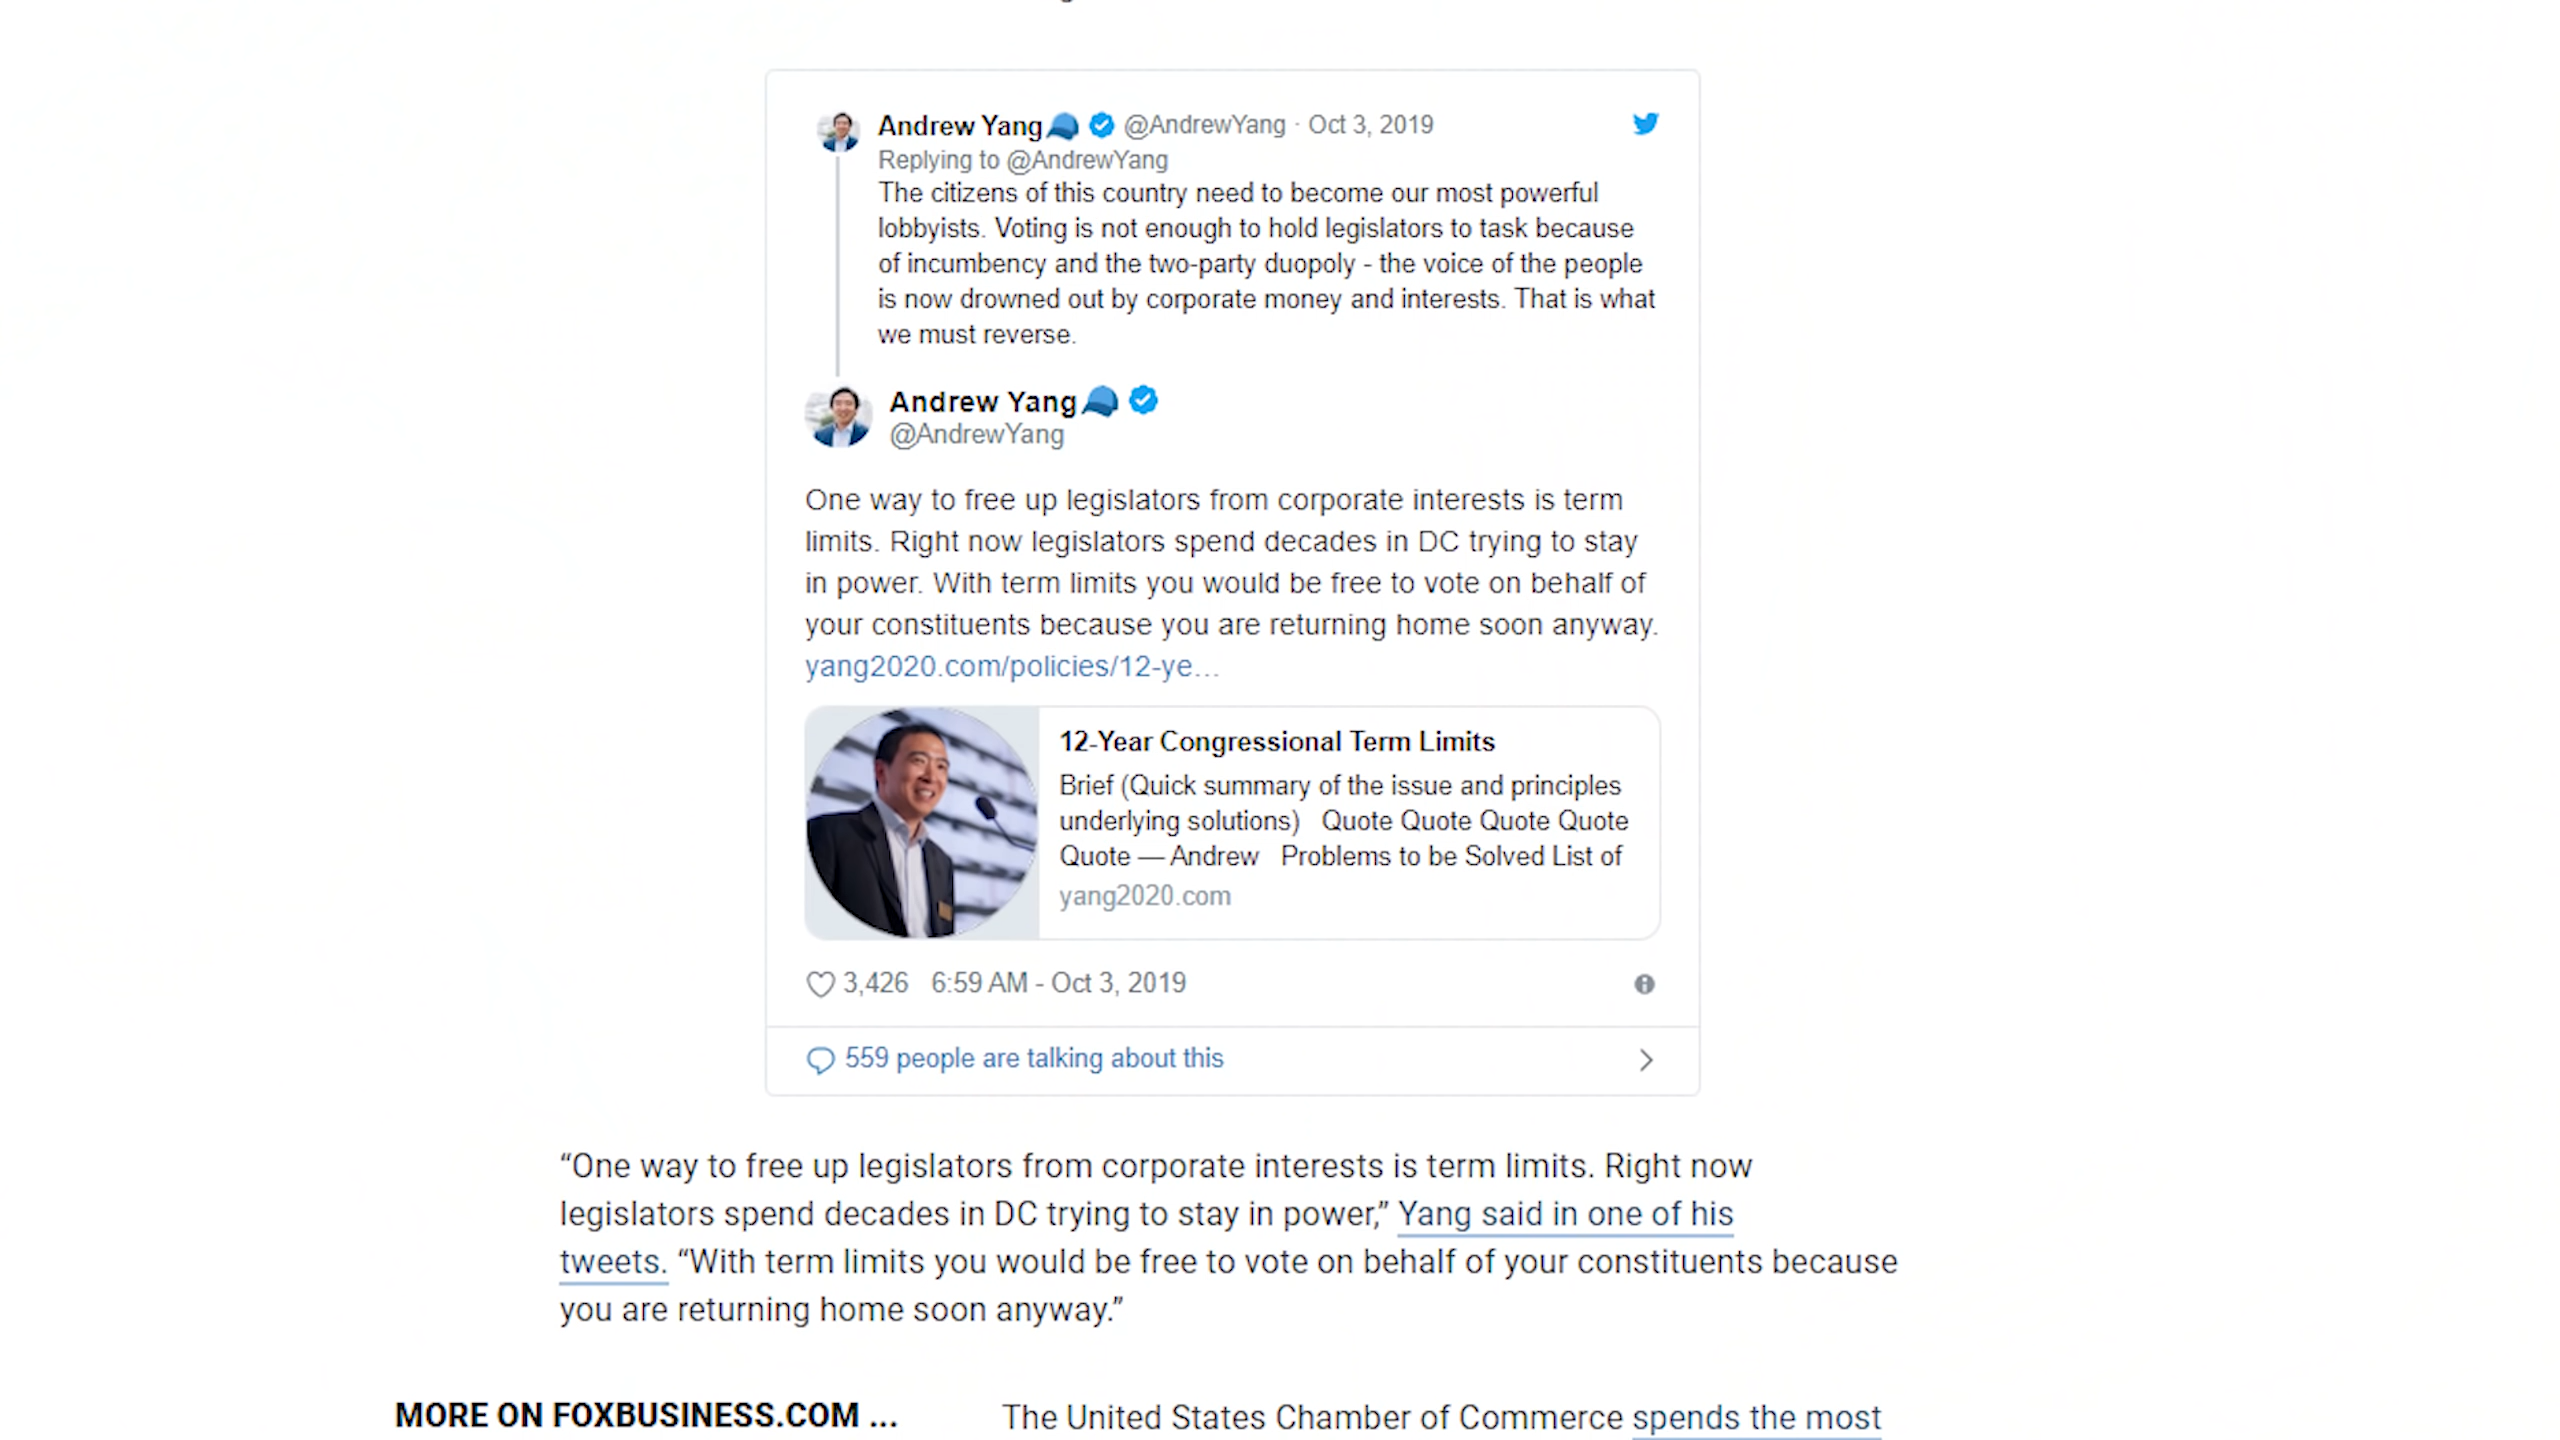 Andrew Yang @AndrewYang · Oct 3, 2019
Replying to @AndrewYang
The citizens of this country need to become our most powerful
lobbyists. Voting is not enough to hold legislators to task because
of incumbency and the two-party duopoly - the voice of the people
is now drowned out by corporate money and interests. That is what
we must reverse.
Andrew Yang
@AndrewYang
One way to free up legislators from corporate interests is term
limits. Right now legislators spend decades in DC trying to stay
in power. With term limits you would be free to vote on behalf of
your constituents because you are returning home soon anyway.
yang2020.com/policies/12-ye…
12-Year Congressional Term Limits
Brief (Quick summary of the issue and principles
underlying solutions) Quote Quote Quote Quote
Quote — Andrew Problems to be Solved List of
yang2020.com
3,426 6:59 AM - Oct 3, 2019
559 people are talking about this
“One way to free up legislators from corporate interests is term limits. Right now
legislators spend decades in DC trying to stay in power,” Yang said in one of his
tweets. “With term limits you would be free to vote on behalf of your constituents because
you are returning home soon anyway.”
MORE ON FOXBUSINESS.COM ...
The United States Chamber of Commerce spends the most